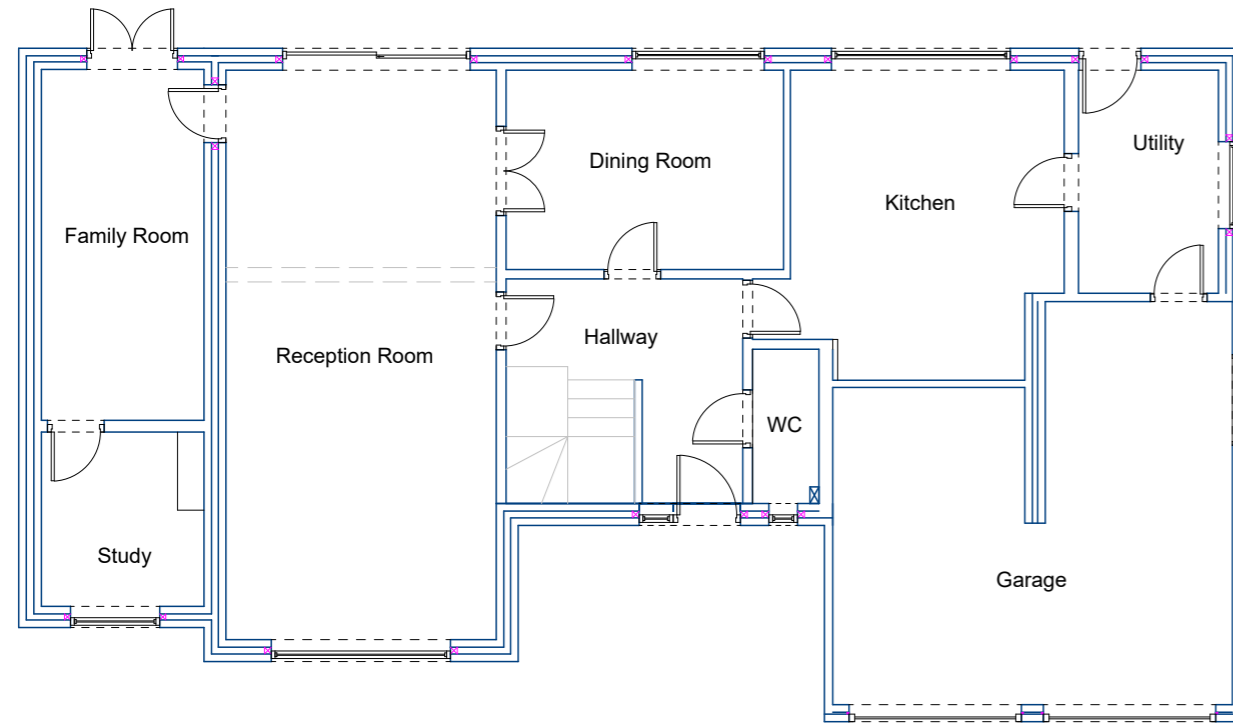 Utility
Dining Room
Kitchen
Family Room
Hallway
Reception Room
WC
Study
Garage